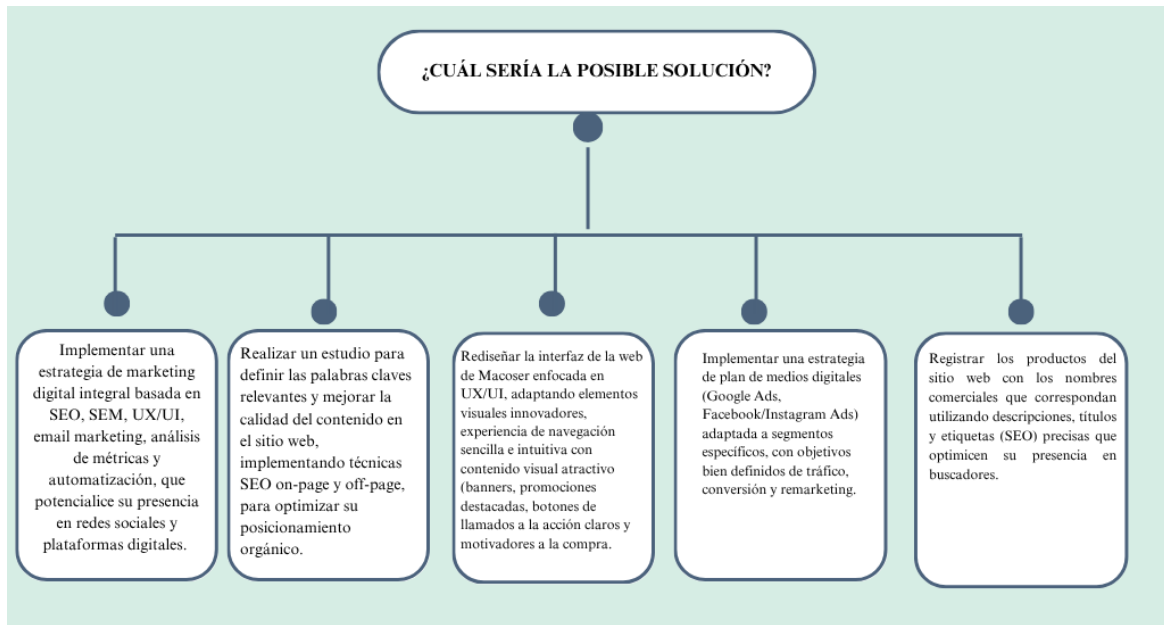 ¿CUÁL SERÍA LA POSIBLE SOLUCIÓN?
Implementar una
estrategia de marketing
digital integral basada en
SEO, SEM, UX/UI,
email marketing, análisis
de métricas y
automatización, que
potencialice su presencia
en redes sociales y
plataformas digitales.
Realizar un estudio para
definir las palabras claves
relevantes y mejorar la
calidad del contenido en
el sitio web,
implementando técnicas
SEO on-page y off-page,
para optimizar su
posicionamiento
orgánico.
Rediseñar la interfaz de la web
de Macoser enfocada en
UX/UI, adaptando elementos
visuales innovadores,
experiencia de navegación
sencilla e intuitiva con
contenido visual atractivo
(banners, promociones
destacadas, botones de
llamados a la acción claros y
motivadores a la compra.
Implementar una estrategia
de plan de medios digitales
(Google Ads,
Facebook/Instagram Ads)
adaptada a segmentos
específicos, con objetivos
bien definidos de tráfico,
conversión y remarketing.
Registrar los productos del
sitio web con los nombres
comerciales que correspondan
utilizando descripciones, títulos
y etiquetas (SEO) precisas que
optimicen su presencia en
buscadores.